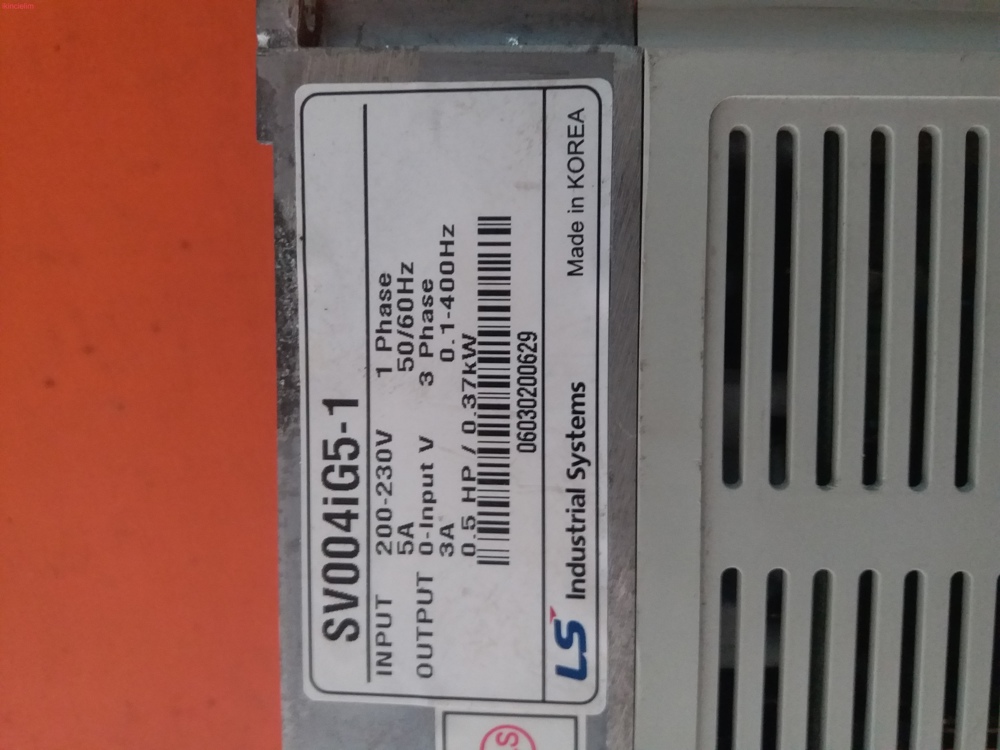 SV004iG5-1
INPUT 200-230V 1 Phase
5A 50/60Hz
OUTPUT 0-Input V 3 Phase
3A 0.1-400Hz
0.5 HP / 0.37kW
06030200629
LS Industrial Systems Made in KOREA